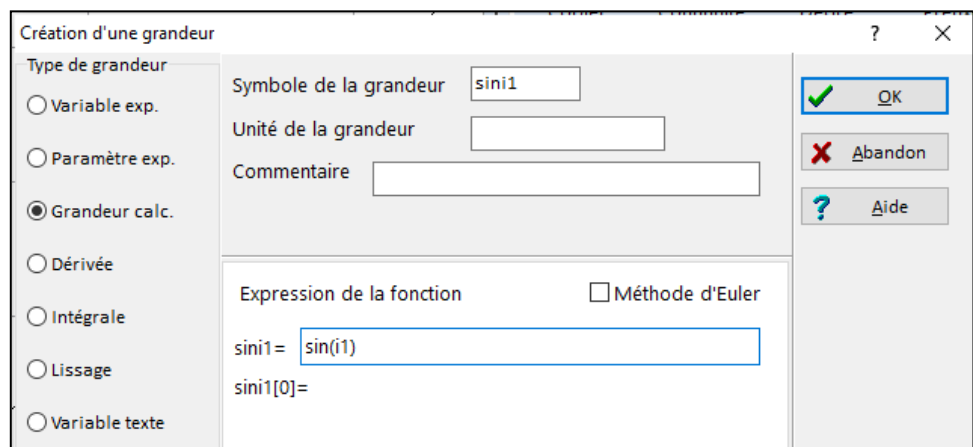 Création d'une grandeur
?
Type de grandeur
Variable exp.
Paramètre exp.
Grandeur calc.
Dérivée
Intégrale
Lissage
Variable texte
Symbole de la grandeur
sini1
Unité de la grandeur
Commentaire
Expression de la fonction
Méthode d'Euler
sini1=
sin(i1)
sini1[0]=
OK
Abandon
? Aide